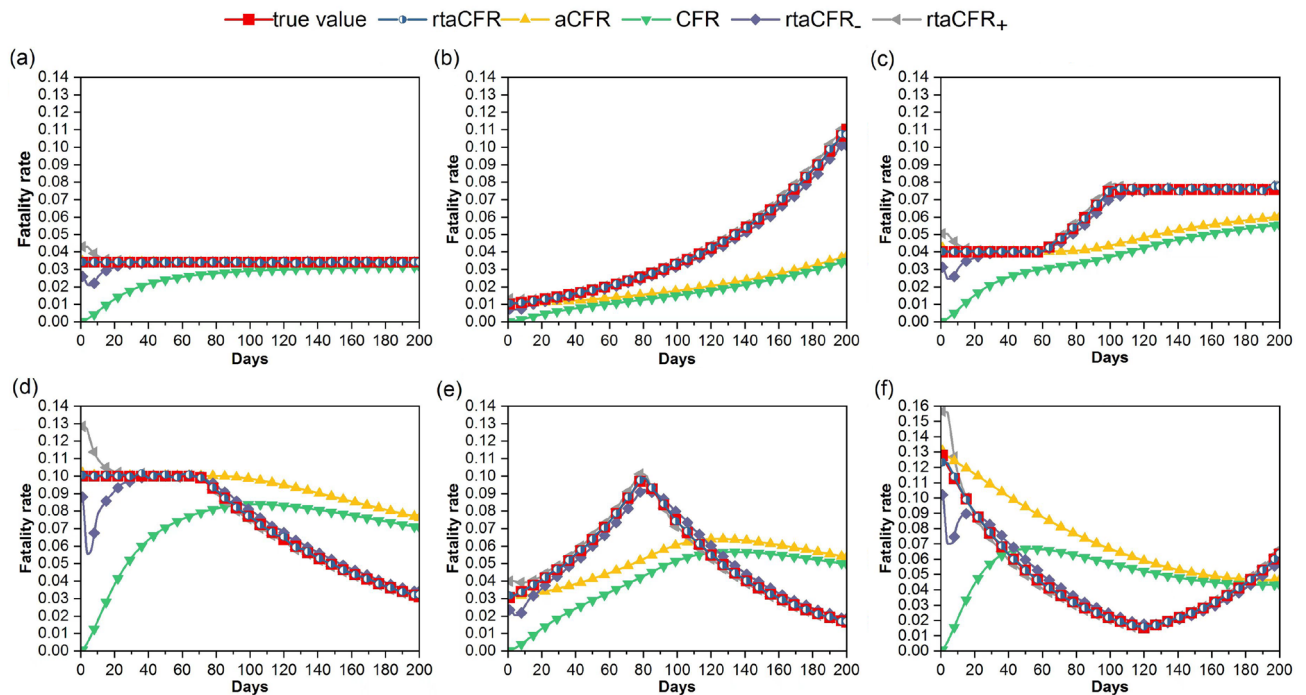 true value rtaCFR aCFR CFR rtaCFR- rtaCFR+
(a) (b) (c)
0.14 0.14 0.14
0.13 0.13 0.13
0.12 0.12 0.12
0.11 0.11 0.11
0.10 0.10 0.10
0.09 0.09 0.09
0.08 0.08 0.08
0.07 0.07 0.07
0.06 0.06 0.06
0.05 0.05 0.05
0.04 0.04 0.04
0.03 0.03 0.03
0.02 0.02 0.02
0.01 0.01 0.01
0.00 0.00 0.00
Fatality rate Fatality rate Fatality rate
0 20 40 60 80 100 120 140 160 180 200 0 20 40 60 80 100 120 140 160 180 200 0 20 40 60 80 100 120 140 160 180 200
Days Days Days
(d) (e) (f)
0.14 0.14 0.16
0.13 0.13 0.15
0.12 0.12 0.14
0.11 0.11 0.13
0.10 0.10 0.12
0.09 0.09 0.11
0.08 0.08 0.10
0.07 0.07 0.09
0.06 0.06 0.08
0.05 0.05 0.07
0.04 0.04 0.06
0.03 0.03 0.05
0.02 0.02 0.04
0.01 0.01 0.03
0.00 0.00 0.02
0.01
0.00
Fatality rate Fatality rate Fatality rate
0 20 40 60 80 100 120 140 160 180 200 0 20 40 60 80 100 120 140 160 180 200 0 20 40 60 80 100 120 140 160 180 200
Days Days Days